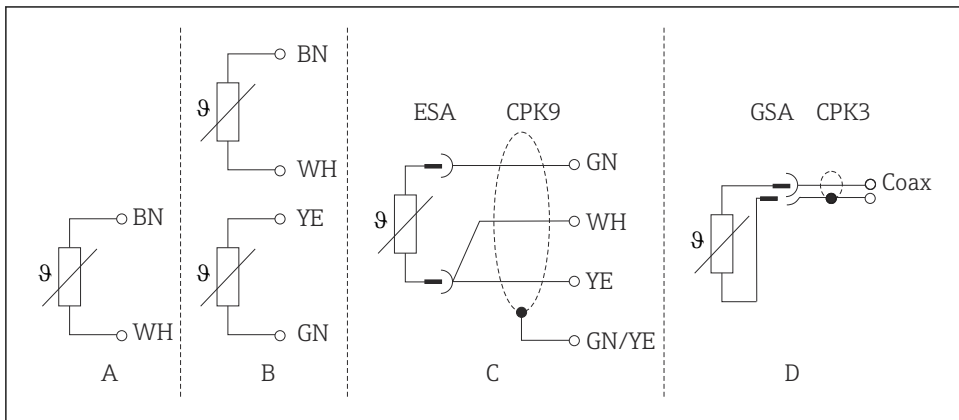 ϑ
BN
WH
A
ϑ
BN
WH
ϑ
YE
GN
B
ESA CPK9
ϑ
GN
WH
YE
GN/YE
C
GSA CPK3
ϑ
Coax
D